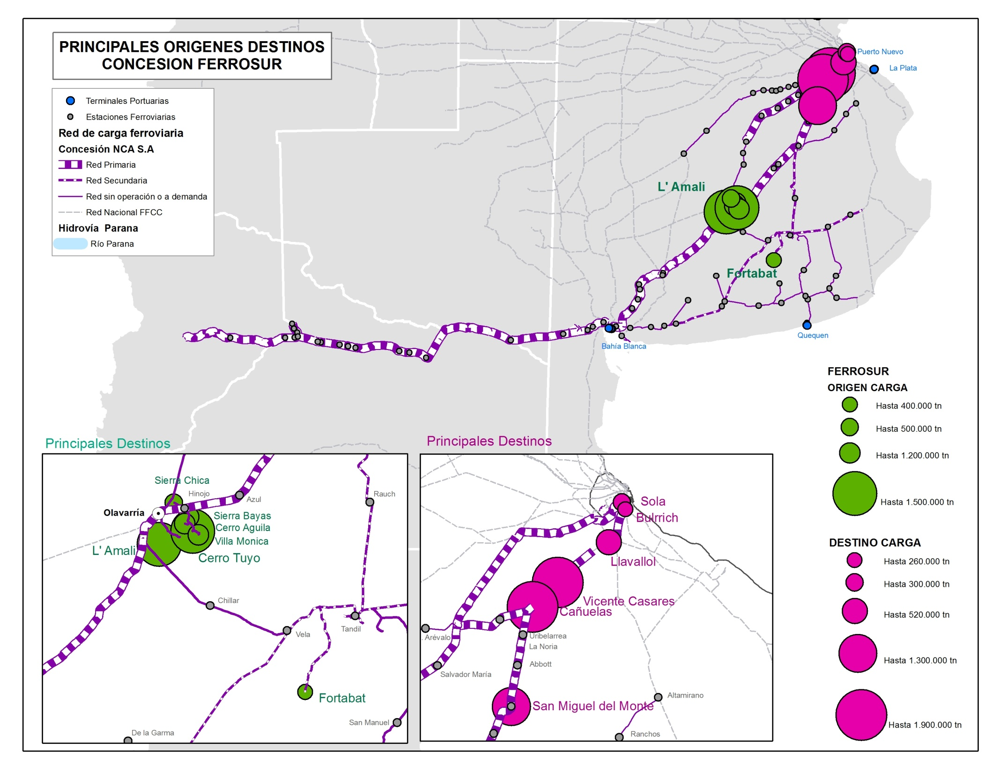 PRINCIPALES ORIGENES DESTINOS
CONCESION FERROSUR
Terminales Portuarias
Estaciones Ferroviarias
Red de carga ferroviaria
Concesión NCA S.A
Red Primaria
Red Secundaria
Red sin operación o a demanda
Red Nacional FFCC
Hidrovía Parana
Río Parana
Puerto Nuevo
La Plata
L' Amali
Fortabat
Quequen
Bahía Blanca
FERROSUR
ORIGEN CARGA
Hasta 400.000 tn
Hasta 500.000 tn
Hasta 1.200.000 tn
Hasta 1.500.000 tn
DESTINO CARGA
Hasta 260.000 tn
Hasta 300.000 tn
Hasta 520.000 tn
Hasta 1.300.000 tn
Hasta 1.900.000 tn
Principales Destinos
Sierra Chica
Hinojo
Azul
Rauch
Olavarría
Sierra Bayas
Cerro Aguila
Villa Monica
L' Amali
Cerro Tuyo
Chillar
Vela
Tandil
Fortabat
San Manuel
De la Garma
Principales Destinos
Sola
Bulrrich
Llavallol
Vicente Casares
Cañuelas
. Arévalo
Uribelarrea
La Noria
Abbott
Salvador María
San Miguel del Monte
Altamirano
Ranchos